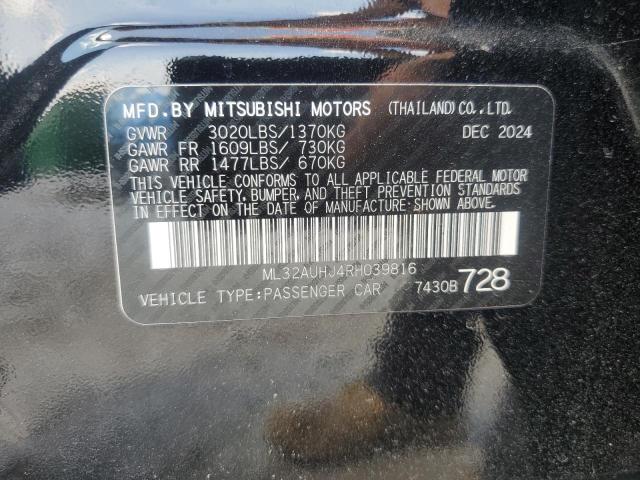 MFD.BY MITSUBISHI MOTORS (THAILAND)CO.,LTD.
GVWR 3020LBS/1370KG DEC 2024
GAWR FR 1609LBS/ 730KG
GAWR RR 1477LBS/ 670KG
THIS VEHICLE CONFORMS TO ALL APPLICABLE FEDERAL MOTOR
VEHICLE SAFETY, BUMPER, AND THEFT PREVENTION STANDARDS
IN EFFECT ON THE DATE OF MANUFACTURE SHOWN ABOVE.
ML32AUHJ4RH039816
VEHICLE TYPE:PASSENGER CAR 7430B 728